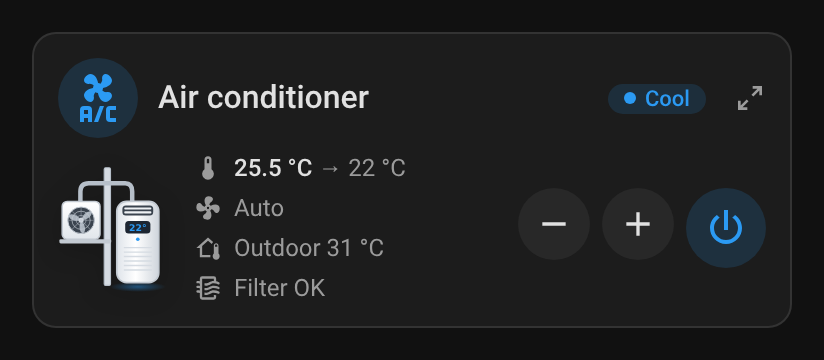 A/C
Air conditioner
Cool
25.5 °C → 22 °C
Auto
22°
Outdoor 31 °C
Filter OK